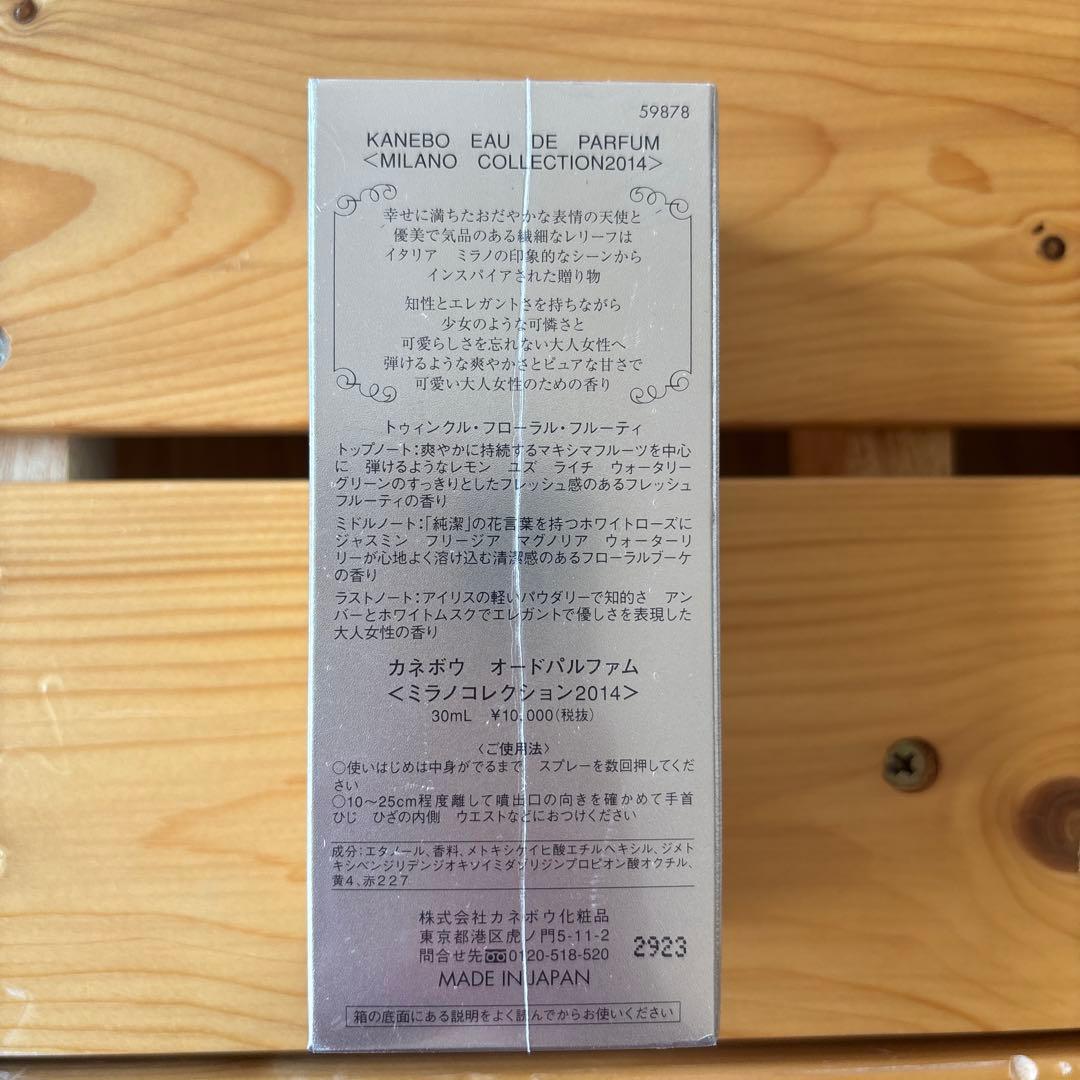 59878
KANEBO EAU DE PARFUM
<MILANO COLLECTION2014>
幸せに満ちたおだやかな表情の天使と
優美で気品のある繊細なレリーフは
イタリア ミラノの印象的なシーンから
インスパイアされた贈り物
知性とエレガントさを持ちながら
少女のような可憐さと
可愛らしさを忘れない大人女性へ
弾けるような爽やかさとピュアな甘さで
可愛い大人女性のための香り
トゥィンクル・フローラル・フルーティ
トップノート:爽やかに持続するマキシマフルーツを中心
に 弾けるようなレモン ユズ ライチ ウォータリー
グリーンのすっきりとしたフレッシュ感のあるフレッシュ
フルーティの香り
ミドルノート:「純潔」の花言葉を持つホワイトローズに
ジャスミン フリージア マグノリア ウォーターリ
リーが心地よく溶け込む清潔感のあるフローラルブーケ
の香り
ラストノート:アイリスの軽いパウダリーで知的さ アン
バーとホワイトムスクでエレガントで優しさを表現した
大人女性の香り
カネボウ オードパルファム
<ミラノコレクション2014>
30mL ¥10,000(税抜)
〈ご使用法〉
○使いはじめは中身がでるまで スプレーを数回押してくだ
さい
○10～25cm程度離して噴出口の向きを確かめて手首
ひじ ひざの内側 ウエストなどにおつけください
成分:エタノール、香料、メトキシケイヒ酸エチルヘキシル、ジメト
キシベンジリデンジオキソイミダゾリジンプロピオン酸オクチル、
黄4、赤227
株式会社カネボウ化粧品
東京都港区虎ノ門5-11-2
問合せ先 0120-518-520
2923
MADE IN JAPAN
箱の底面にある説明をよく読んでからお使いください